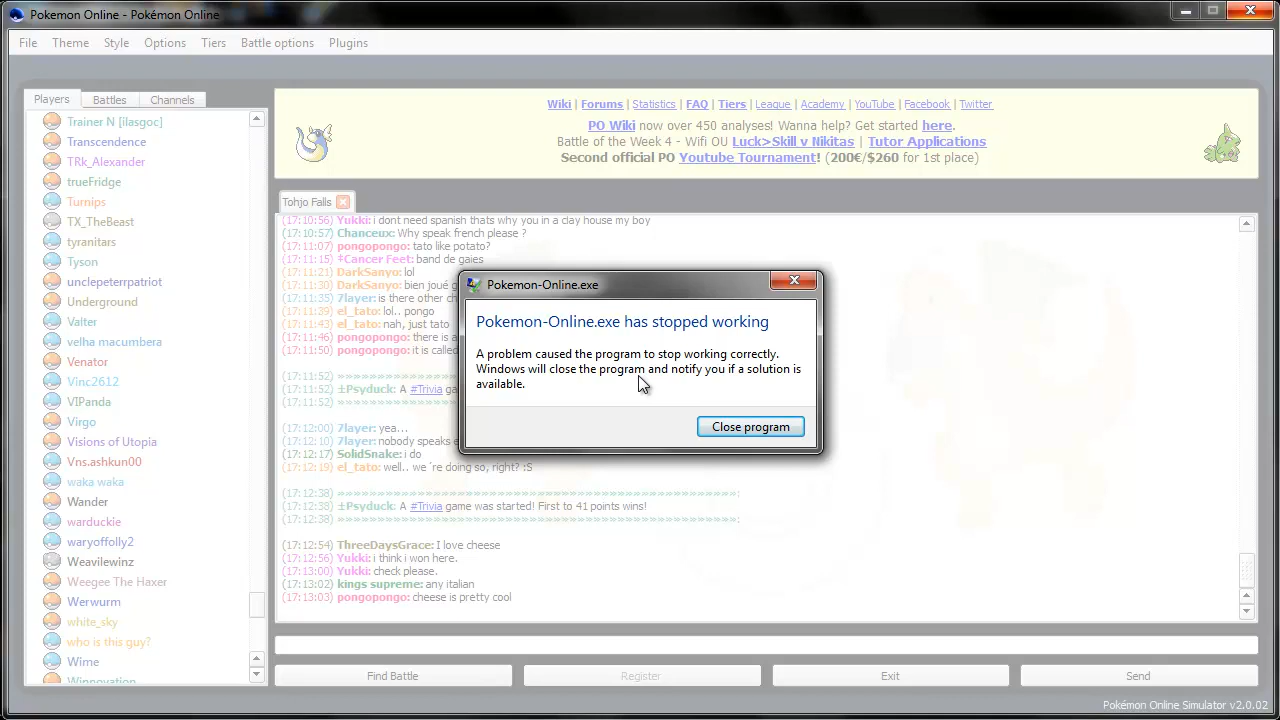 Pokemon Online - Pokémon Online
File Theme Style Options Tiers Battle options Plugins
Players Battles Channels
Trainer N [ilasgoc]
Transcendence
TRk_Alexander
trueFridge
Turnips
TX_TheBeast
tyranitars
Tyson
unclepeterrpatriot
Underground
Valter
velha macumbera
Venator
Vinc2612
VIPanda
Virgo
Visions of Utopia
Vns.ashkun00
waka waka
Wander
warduckie
waryoffolly2
Weavilewinz
Weegee The Haxer
Werwurm
white_sky
who is this guy?
Wime
Winnovation
Wiki | Forums | Statistics | FAQ | Tiers | League | Academy | YouTube | Facebook | Twitter
PO Wiki now over 450 analyses! Wanna help? Get started here.
Battle of the Week 4 - Wifi OU Luck>Skill v Nikitas | Tutor Applications
Second official PO Youtube Tournament! (200€/$260 for 1st place)
Tohjo Falls
(17:10:56) Yukki: i dont need spanish thats why you in a clay house my boy
(17:10:57) Chanceux: Why speak french please ?
(17:11:07) pongopongo: tato like potato?
(17:11:15) ‡Cancer Feet: band de gaies
(17:11:21) DarkSanyo: lol
(17:11:30) DarkSanyo: bien joué
(17:11:35) 7layer: is there other
(17:11:39) el_tato: lol.. pongo
(17:11:43) el_tato: nah, just tato
(17:11:46) pongopongo: there is a
(17:11:50) pongopongo: it is called
(17:11:52)
(17:11:52) ±Psyduck: A #Trivia
(17:11:52)
(17:12:00) 7layer: yea...
(17:12:10) 7layer: nobody speaks
(17:12:17) SolidSnake: i do
(17:12:19) el_tato: well.. we ´re doing so, right? :S
(17:12:38) »»»»»»»»»»»»»»»»»»»»»»»»»»»»»»»»»»»»»»»»»»»»»»»»»»»»»»»»»:
(17:12:38) ±Psyduck: A #Trivia game was started! First to 41 points wins!
(17:12:38) »»»»»»»»»»»»»»»»»»»»»»»»»»»»»»»»»»»»»»»»»»»»»»»»»»»»»»»»»:
(17:12:54) ThreeDaysGrace: I love cheese
(17:12:56) Yukki: i think i won here.
(17:13:00) Yukki: check please.
(17:13:02) kings supreme: any italian
(17:13:03) pongopongo: cheese is pretty cool
Pokemon-Online.exe
Pokemon-Online.exe has stopped working
A problem caused the program to stop working correctly.
Windows will close the program and notify you if a solution is
available.
Close program
Find Battle Register Exit Send
Pokémon Online Simulator v2.0.02